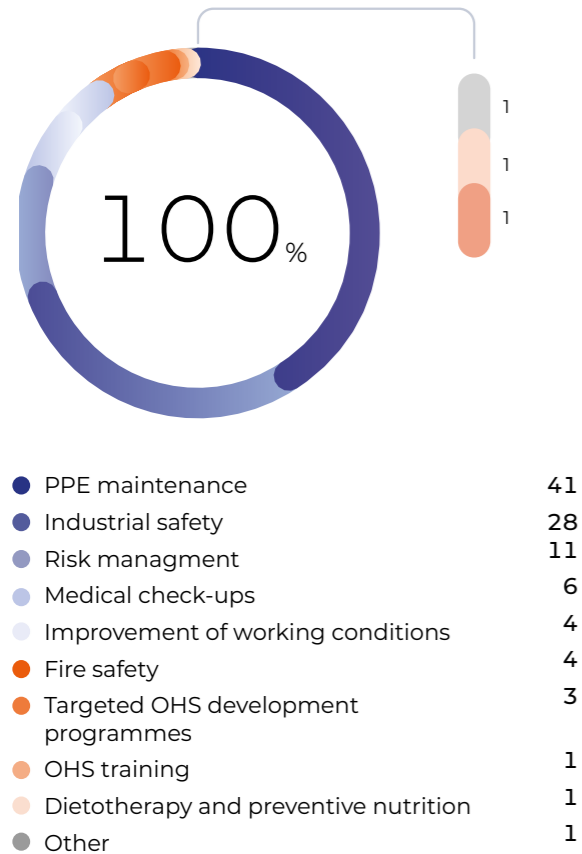 100%
1
1
1
PPE maintenance 41
Industrial safety 28
Risk managment 11
Medical check-ups 6
Improvement of working conditions 4
Fire safety 4
Targeted OHS development 3
programmes
OHS training 1
Dietotherapy and preventive nutrition 1
Other 1